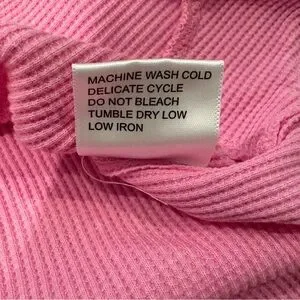 MACHINE WASH COLD
DELICATE CYCLE
DO NOT BLEACH
TUMBLE DRY LOW
LOW IRON